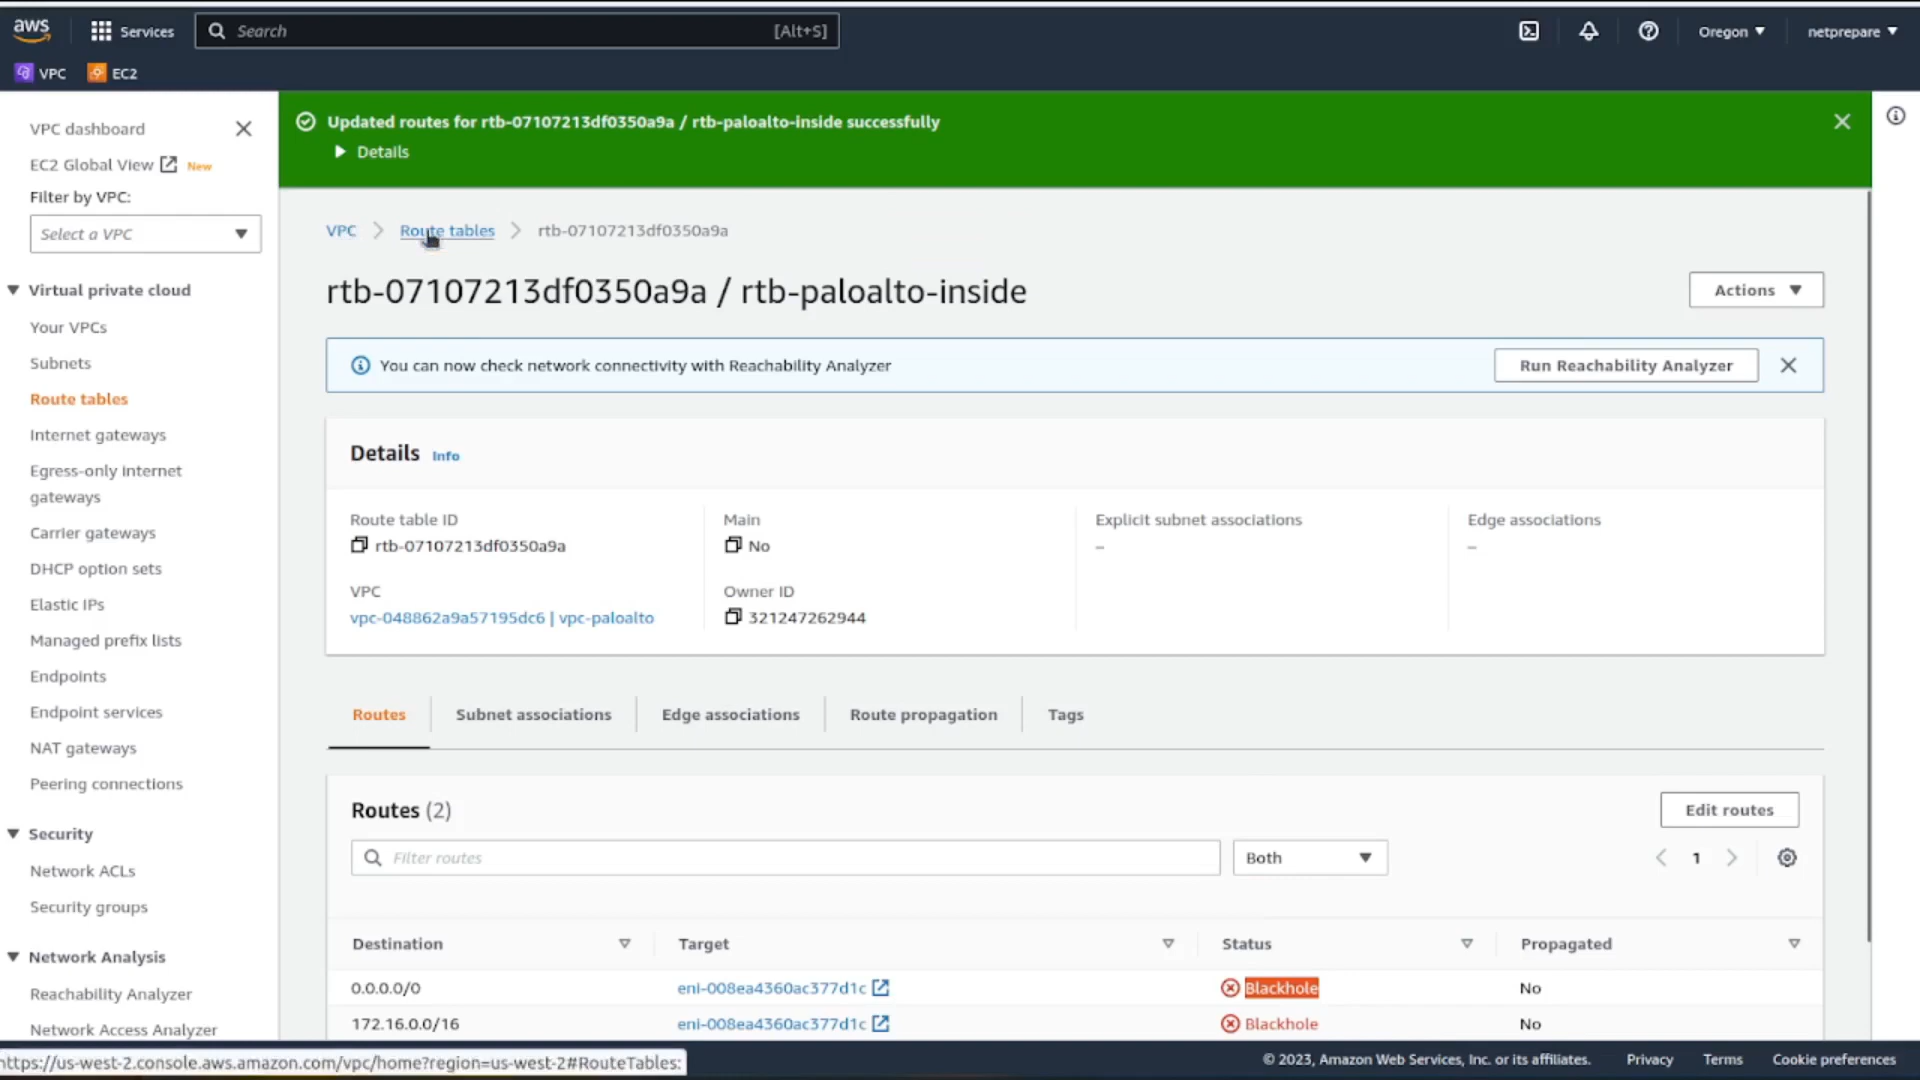 aws
Services
Search [Alt+S]
Oregon
netprepare
VPC
EC2
VPC dashboard
EC2 Global View New
Filter by VPC:
Select a VPC
Virtual private cloud
Your VPCs
Subnets
Route tables
Internet gateways
Egress-only internet
gateways
Carrier gateways
DHCP option sets
Elastic IPs
Managed prefix lists
Endpoints
Endpoint services
NAT gateways
Peering connections
Security
Network ACLs
Security groups
Network Analysis
Reachability Analyzer
Network Access Analyzer
Updated routes for rtb-07107213df0350a9a / rtb-paloalto-inside successfully
Details
VPC Route tables rtb-07107213df0350a9a
rtb-07107213df0350a9a / rtb-paloalto-inside
Actions
You can now check network connectivity with Reachability Analyzer
Run Reachability Analyzer
Details Info
Route table ID
rtb-07107213df0350a9a
Main
No
Explicit subnet associations
–
Edge associations
–
VPC
vpc-048862a9a57195dc6 | vpc-paloalto
Owner ID
321247262944
Routes
Subnet associations
Edge associations
Route propagation
Tags
Routes (2)
Edit routes
Filter routes
Both
1
Destination Target Status Propagated
0.0.0.0/0 eni-008ea4360ac377d1c Blackhole No
172.16.0.0/16 eni-008ea4360ac377d1c Blackhole No
https://us-west-2.console.aws.amazon.com/vpc/home?region=us-west-2#RouteTables:
© 2023, Amazon Web Services, Inc. or its affiliates. Privacy Terms Cookie preferences